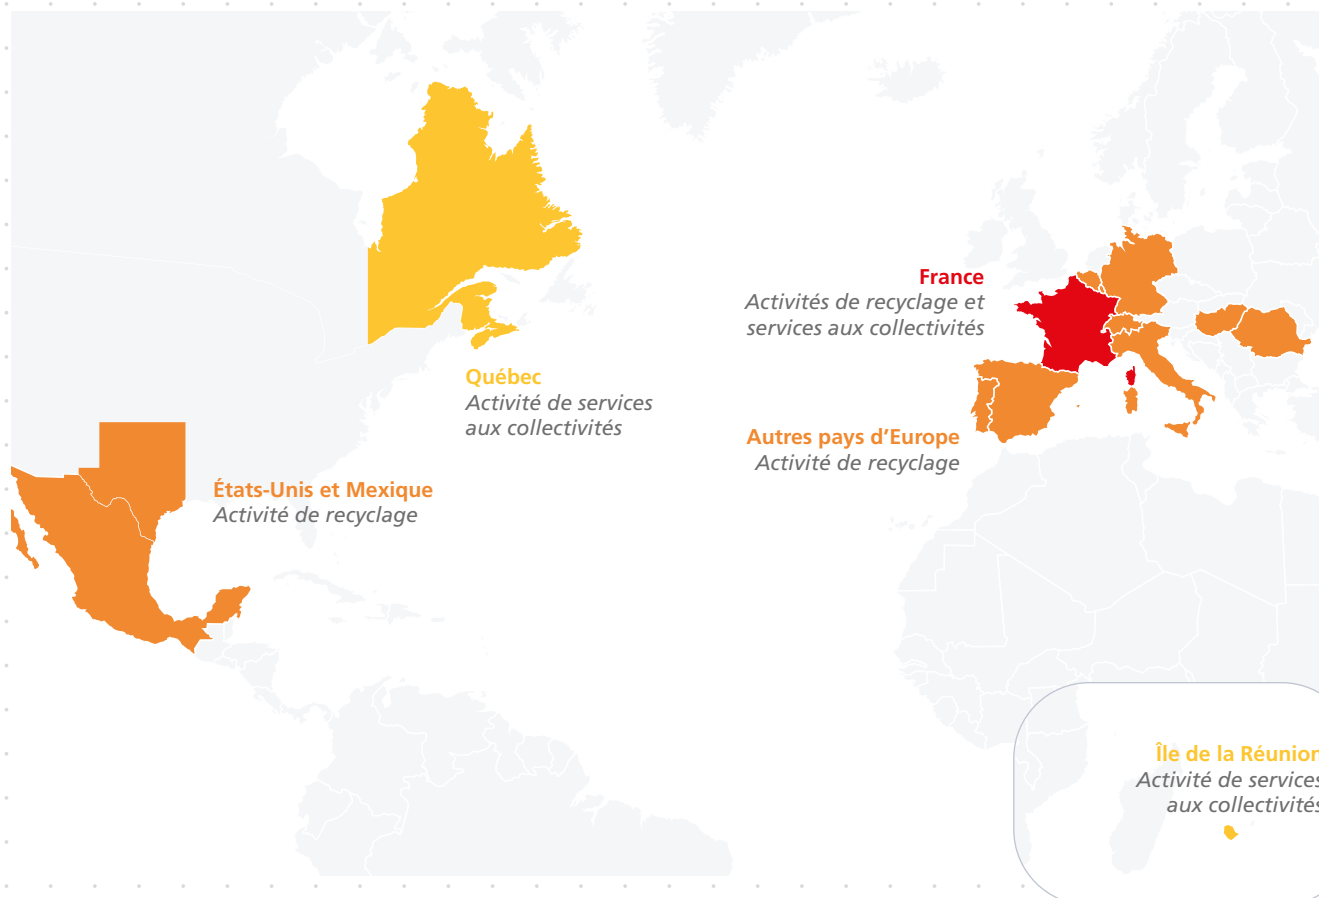 France
Activités de recyclage et
services aux collectivités
Québec
Activité de services
aux collectivités
Autres pays d'Europe
Activité de recyclage
États-Unis et Mexique
Activité de recyclage
Île de la Réunion
Activité de services
aux collectivités